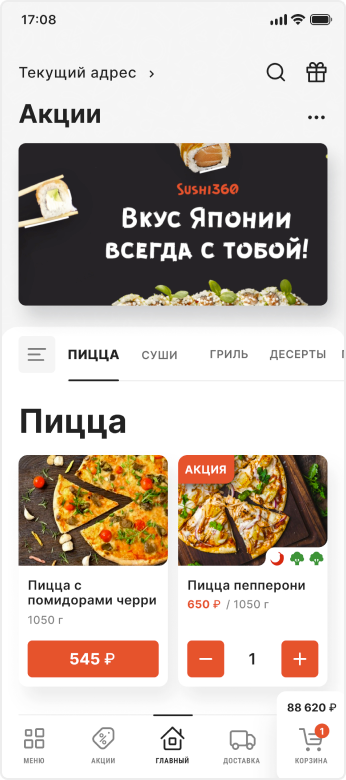 17:08
Текущий адрес
Акции
Sushi360
Вкус Японии
всегда с тобой!
ПИЦЦА СУШИ ГРИЛЬ ДЕСЕРТЫ
Пицца
АКЦИЯ
Пицца с
помидорами черри
1050 г
545 ₽
Пицца пепперони
650 ₽ / 1050 г
1
88 620 ₽
1
МЕНЮ АКЦИИ ГЛАВНЫЙ ДОСТАВКА КОРЗИНА